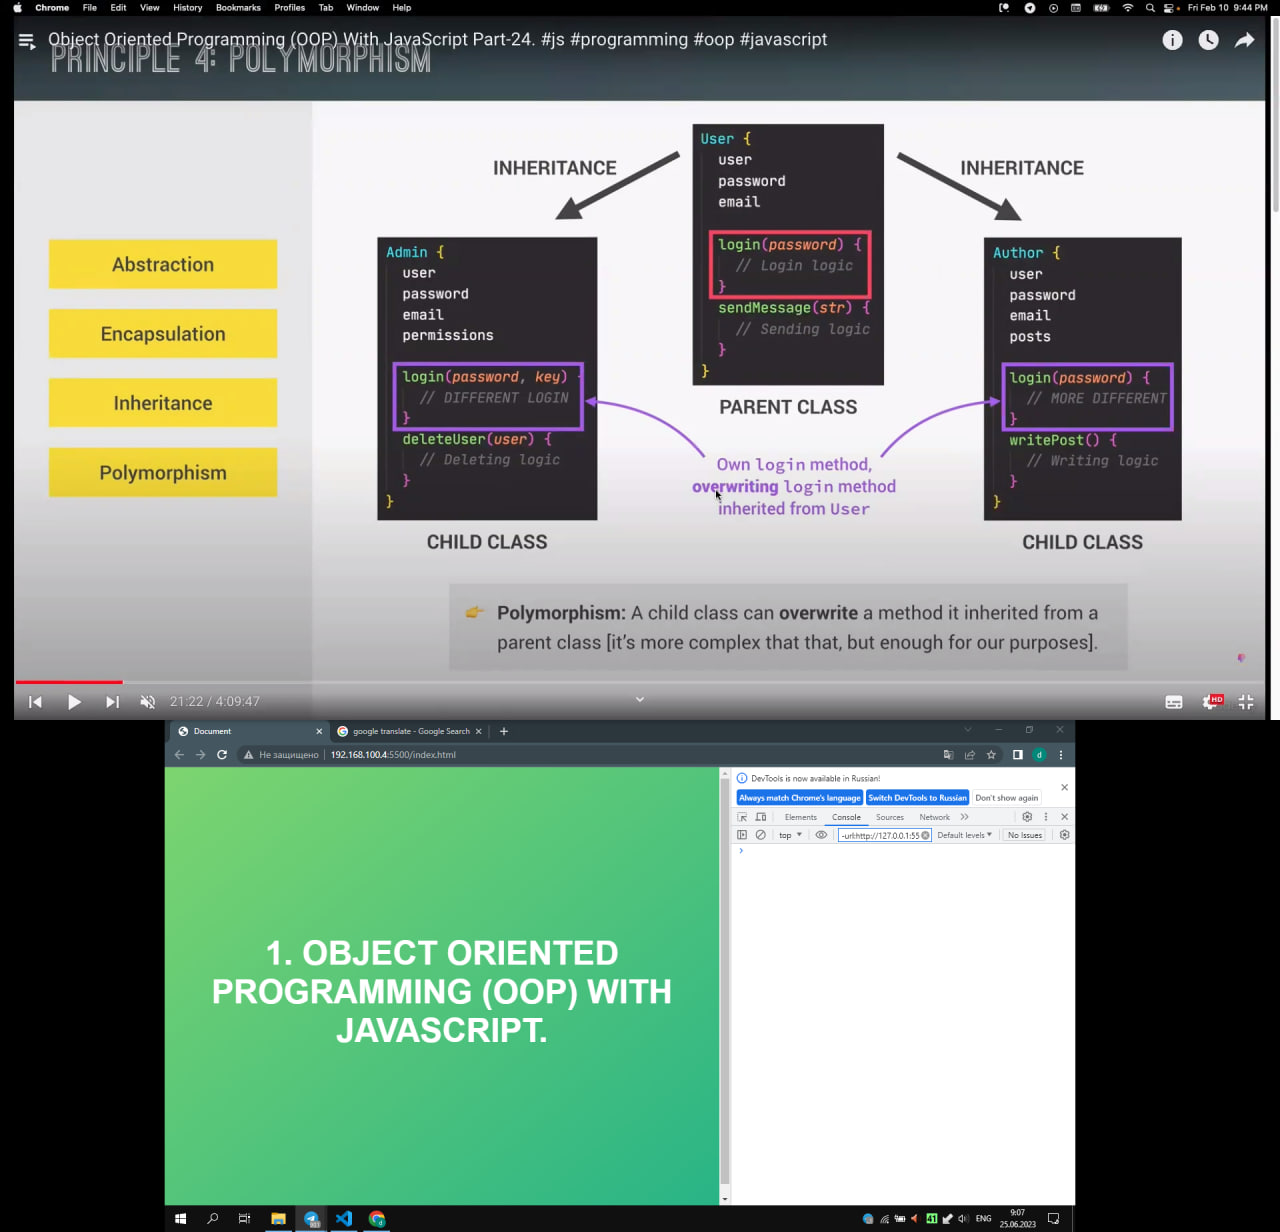 Chrome File Edit View History Bookmarks Profiles Tab Window Help Fri Feb 10 9:44 PM
Object Oriented Programming (OOP) With JavaScript Part-24. #js #programming #oop #javascript
PRINCIPLE 4: POLYMORPHISM
Abstraction
Encapsulation
Inheritance
Polymorphism
INHERITANCE
INHERITANCE
User {
user
password
email
login(password) {
// Login logic
}
sendMessage(str) {
// Sending logic
}
}
PARENT CLASS
Admin {
user
password
email
permissions
login(password, key) {
// DIFFERENT LOGIN
}
deleteUser(user) {
// Deleting logic
}
}
CHILD CLASS
Author {
user
password
email
posts
login(password) {
// MORE DIFFERENT
}
writePost() {
// Writing logic
}
}
CHILD CLASS
Own login method,
overwriting login method
inherited from User
Polymorphism: A child class can overwrite a method it inherited from a
parent class [it's more complex that that, but enough for our purposes].
21:22 / 4:09:47
HD
Document
google translate - Google Search
Не защищено 192.168.100.4:5500/index.html
d
DevTools is now available in Russian!
Always match Chrome's language Switch DevTools to Russian Don't show again
Elements Console Sources Network
top -url:http://127.0.0.1:55 Default levels No Issues
1. OBJECT ORIENTED
PROGRAMMING (OOP) WITH
JAVASCRIPT.
41 ENG 9:07
25.06.2023